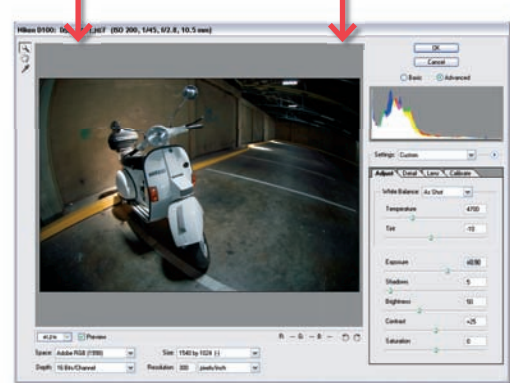 Nikon D100: (ISO 200, 1/45, f/2.8, 10.5 mm)
OK
Cancel
Basic Advanced
Settings: Custom
Adjust Detail Lens Calibrate
White Balance: As Shot
Temperature 4700
Tint -10
Exposure +0.90
Shadows 5
Brightness 50
Contrast +25
Saturation 0
Preview R: -- G: -- B: --
Space: Adobe RGB (1998) Size: 1540 by 1024 (-)
Depth: 16 Bits/Channel Resolution: 300 pixels/inch